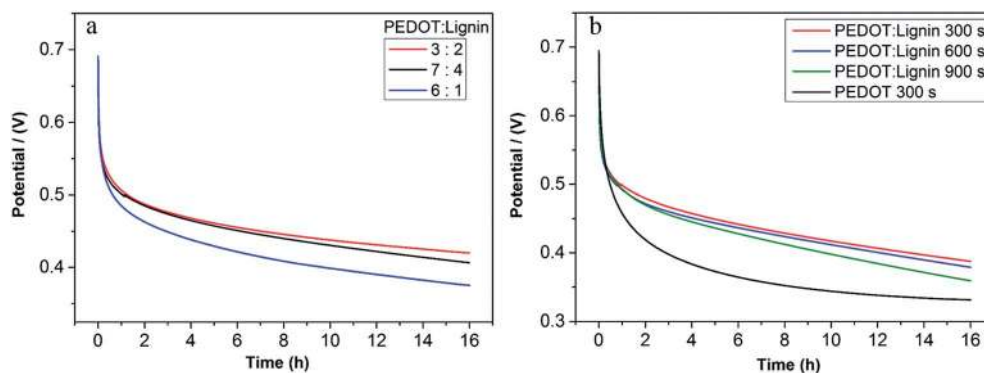 a
PEDOT:Lignin
3 : 2
7 : 4
6 : 1
0.7
0.6
0.5
0.4
Potential / (V)
0 2 4 6 8 10 12 14 16
Time (h)
b
PEDOT:Lignin 300 s
PEDOT:Lignin 600 s
PEDOT:Lignin 900 s
PEDOT 300 s
0.7
0.6
0.5
0.4
0.3
Potential / (V)
0 2 4 6 8 10 12 14 16
Time (h)